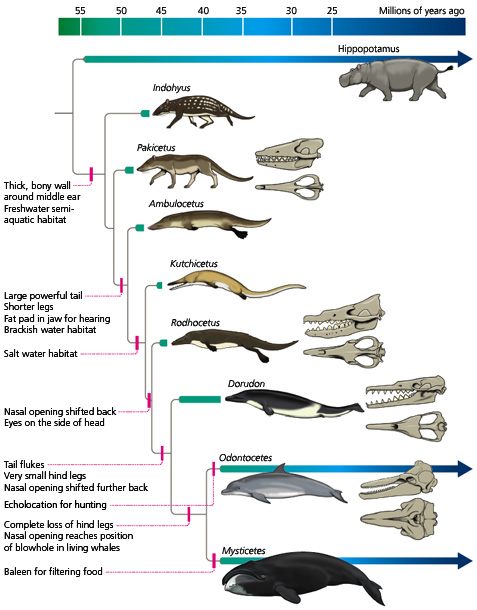 55 50 45 40 35 30 25 Millions of years ago
Hippopotamus
Indohyus
Pakicetus
Thick, bony wall
around middle ear
Freshwater semi-
aquatic habitat
Ambulocetus
Kutchicetus
Large powerful tail
Shorter legs
Fat pad in jaw for hearing
Brackish water habitat
Rodhocetus
Salt water habitat
Dorudon
Nasal opening shifted back
Eyes on the side of head
Odontocetes
Tail flukes
Very small hind legs
Nasal opening shifted further back
Echolocation for hunting
Complete loss of hind legs
Nasal opening reaches position
of blowhole in living whales
Mysticetes
Baleen for filtering food